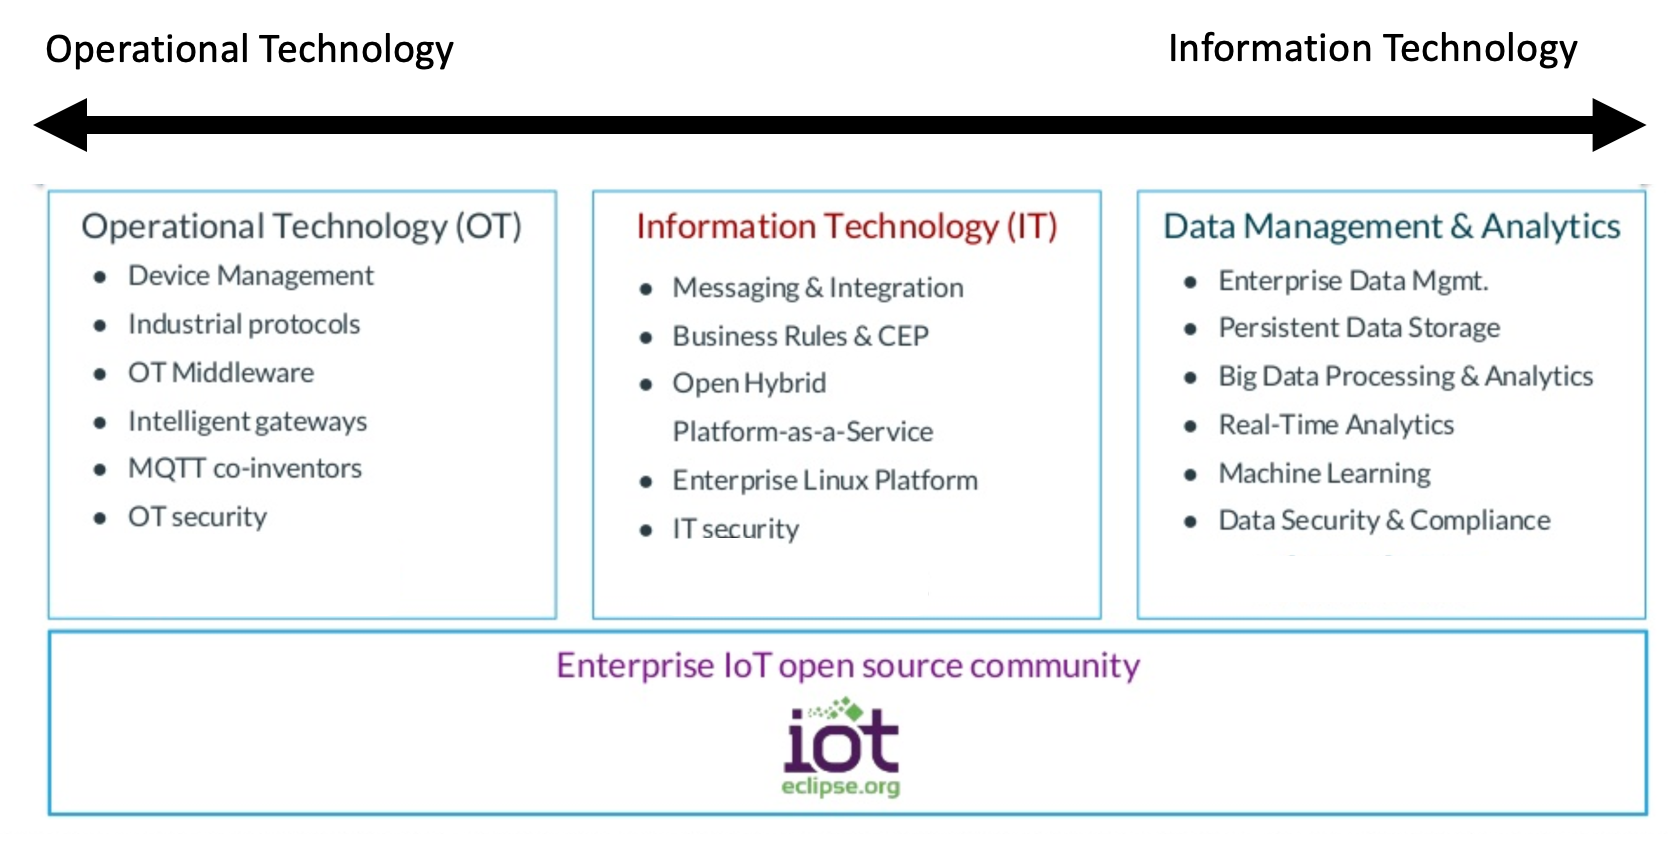 Operational Technology
Information Technology
Operational Technology (OT)
● Device Management
● Industrial protocols
● OT Middleware
● Intelligent gateways
● MQTT co-inventors
● OT security
Information Technology (IT)
● Messaging & Integration
● Business Rules & CEP
● Open Hybrid
Platform-as-a-Service
● Enterprise Linux Platform
● IT security
Data Management & Analytics
● Enterprise Data Mgmt.
● Persistent Data Storage
● Big Data Processing & Analytics
● Real-Time Analytics
● Machine Learning
● Data Security & Compliance
Enterprise IoT open source community
iot
eclipse.org